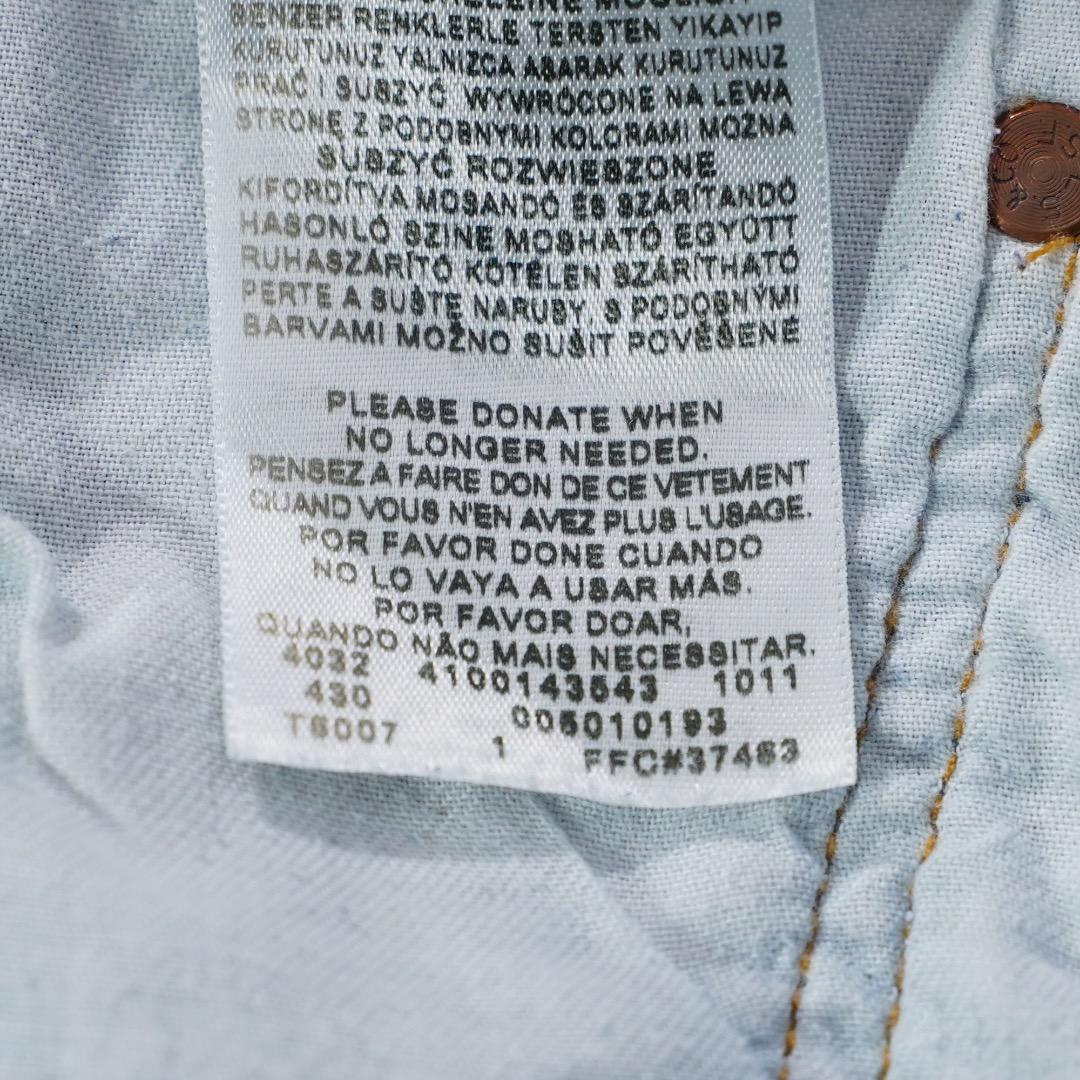 BENZER RENKLERLE TERSTEN YIKAYIP
KURUTUNUZ YALNIZCA ASARAK KURUTUNUZ
PRAĆ I SUSZYĆ WYWRÓCONE NA LEWA
STRONĘ Z PODOBNYMI KOLORAMI MOŻNA
SUSZYĆ ROZWIESZONE
KIFORDÍTVA MOSANDÓ ÉS SZÁRÍTANDÓ
HASONLÓ SZINE MOSHATÓ EGYÜTT
RUHASZÁRÍTÓ KÖTÉLEN SZÁRÍTHATÓ
PERTE A SUŠTE NARUBY, S PODOBNÝMI
BARVAMI MOŽNO SUŠIT POVĚŠENÉ
PLEASE DONATE WHEN
NO LONGER NEEDED.
PENSEZ A FAIRE DON DE CE VETEMENT
QUAND VOUS N'EN AVEZ PLUS L'USAGE.
POR FAVOR DONE CUANDO
NO LO VAYA A USAR MÁS.
POR FAVOR DOAR,
QUANDO NÃO MAIS NECESSITAR.
4032 4100143543 1011
430 005010193
T6007 1 FFC#37463